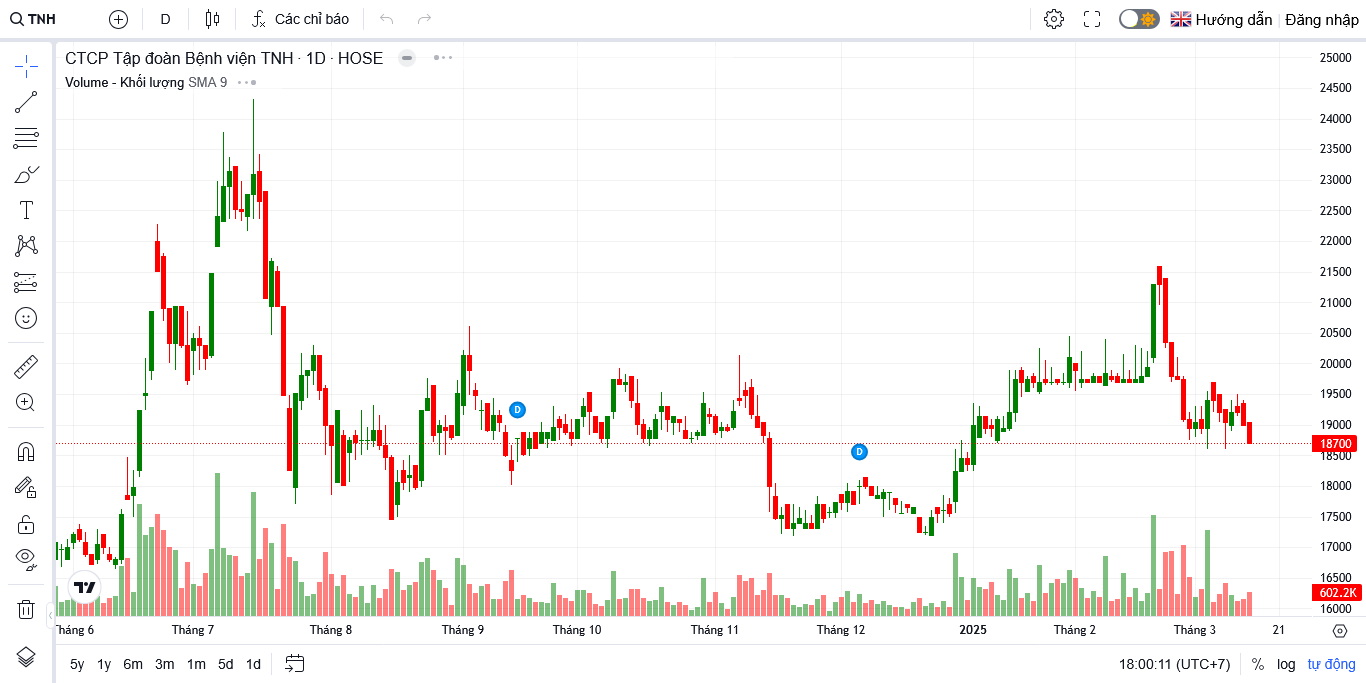 TNH D Các chỉ báo Hướng dẫn Đăng nhập
CTCP Tập đoàn Bệnh viện TNH · 1D · HOSE
Volume - Khối lượng SMA 9
25000
24500
24000
23500
23000
22500
22000
21500
21000
20500
20000
19500
19000
18700
18500
18000
17500
17000
16500
602.2K
16000
D
D
Tháng 6 Tháng 7 Tháng 8 Tháng 9 Tháng 10 Tháng 11 Tháng 12 2025 Tháng 2 Tháng 3 21
5y 1y 6m 3m 1m 5d 1d 18:00:11 (UTC+7) % log tự động